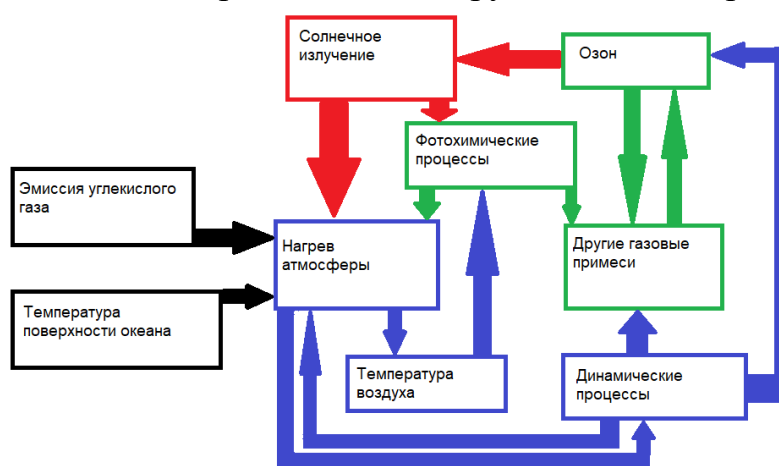 Солнечное
излучение
Озон
Фотохимические
процессы
Эмиссия углекислого
газа
Нагрев
атмосферы
Другие газовые
примеси
Температура
поверхности океана
Температура
воздуха
Динамические
процессы